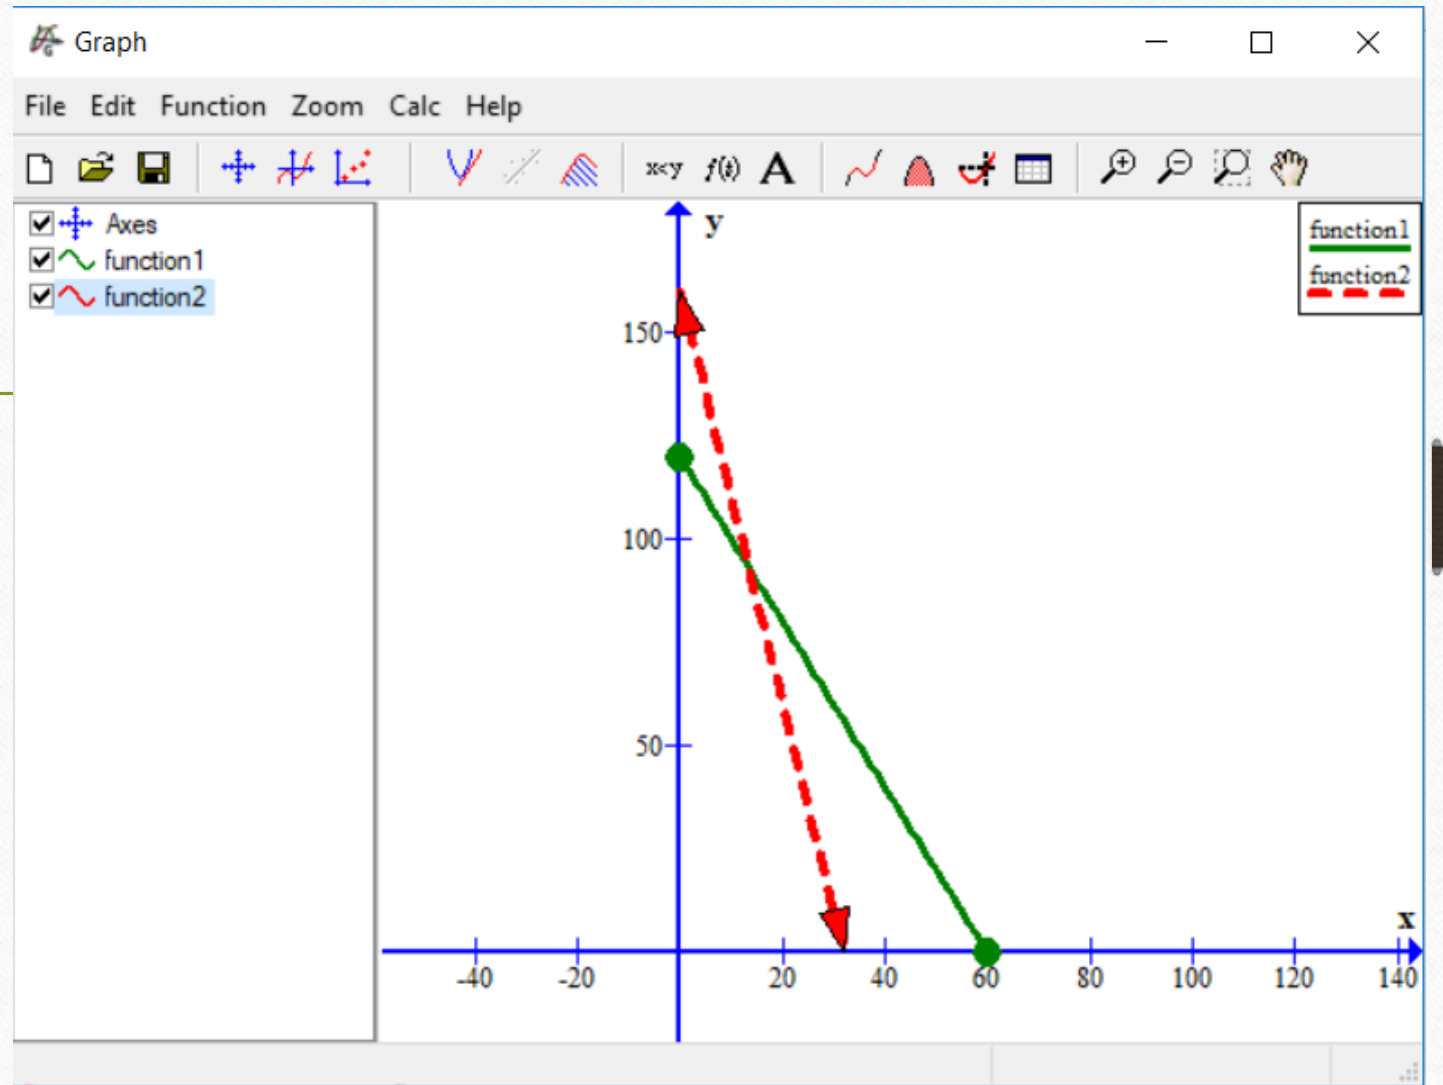 Graph
File Edit Function Zoom Calc Help
x<y f(t) A
Axes
function1
function2
y
function1
function2
150
100
50
x
-40 -20 20 40 60 80 100 120 140